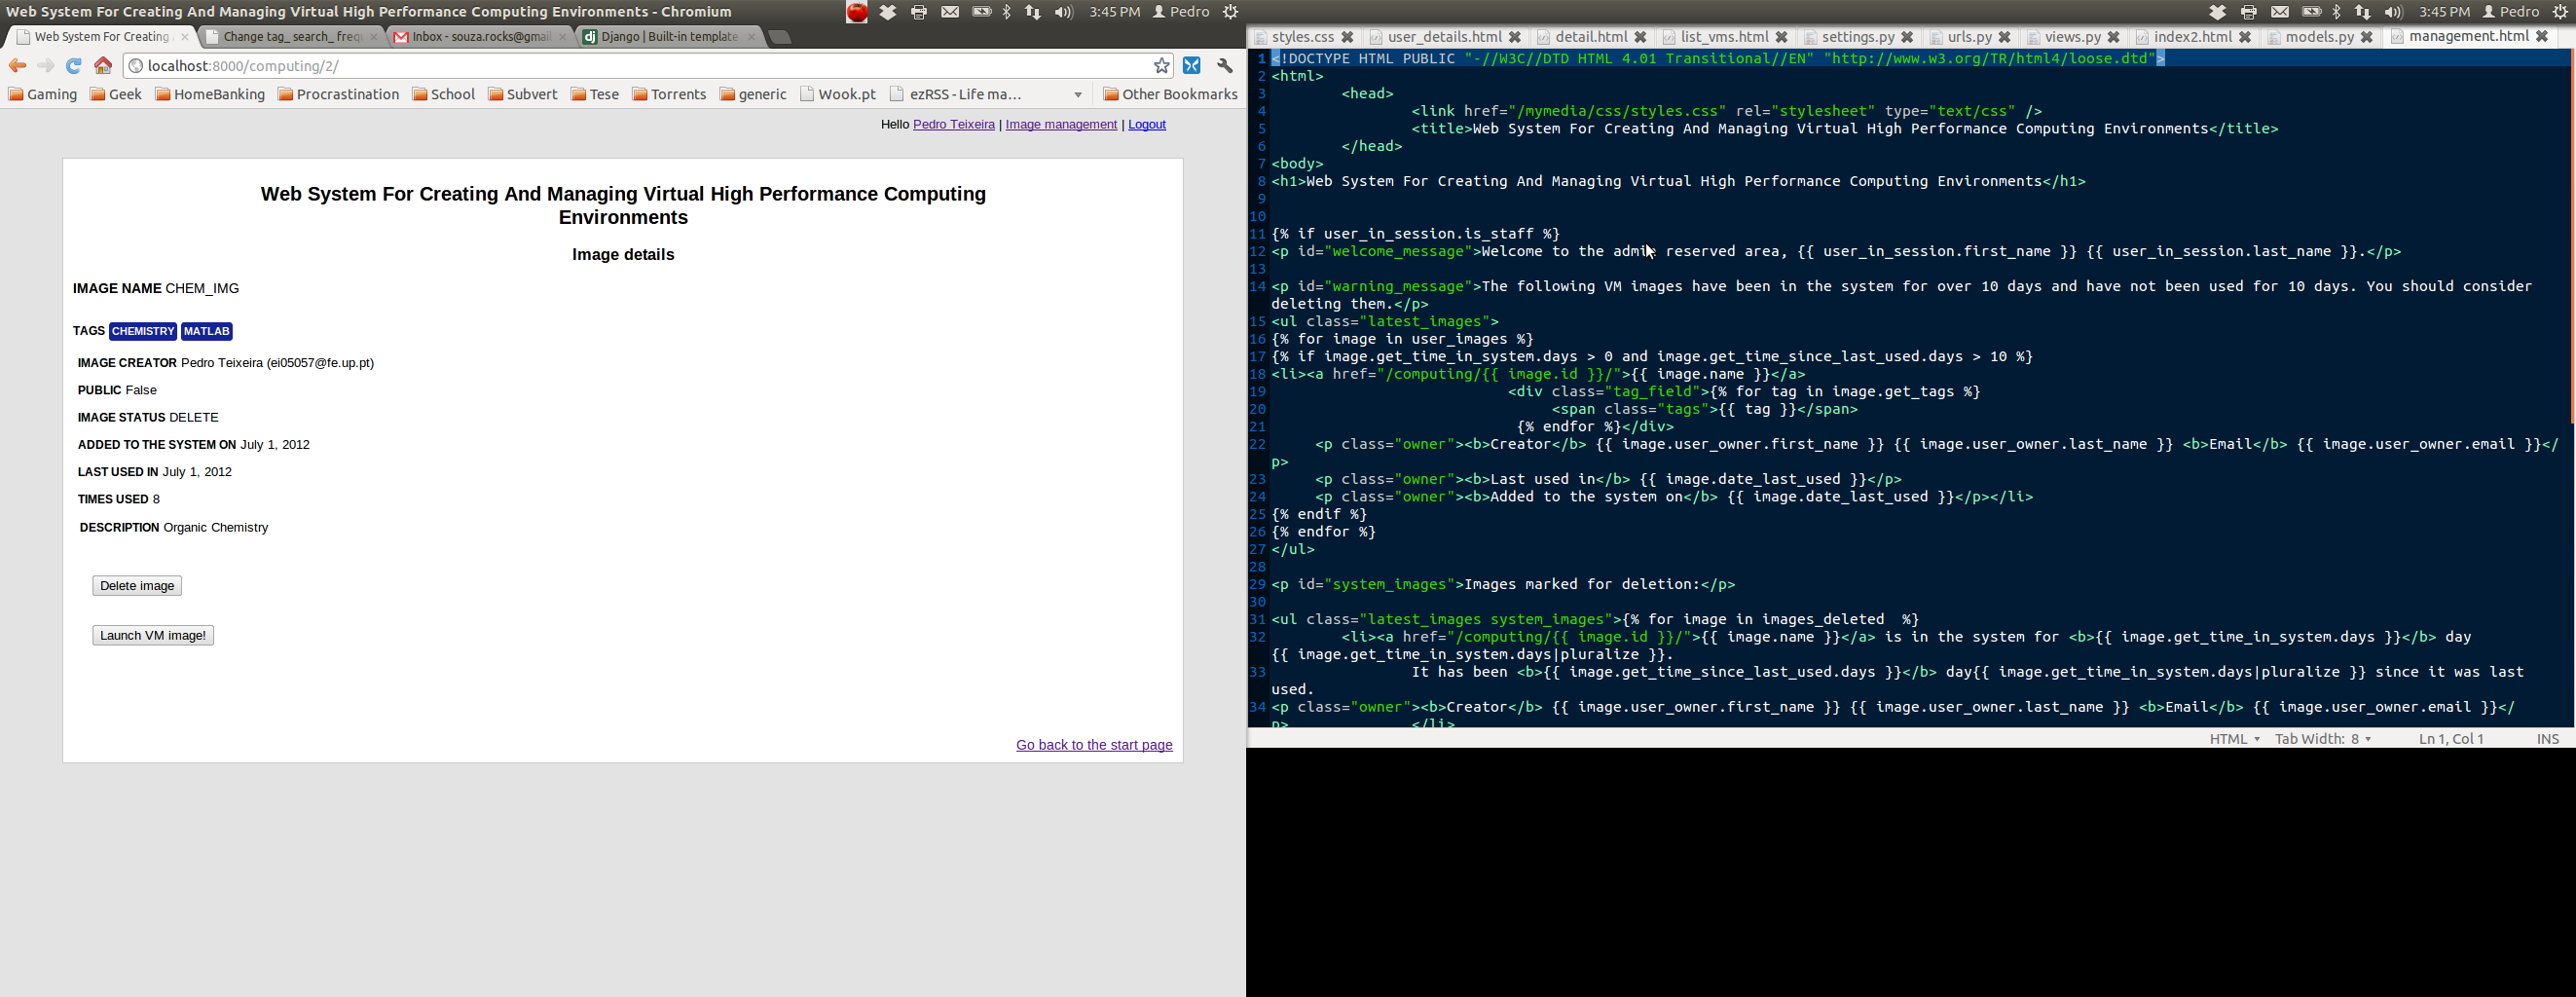 Web System For Creating And Managing Virtual High Performance Computing Environments - Chromium
3:45 PM Pedro
3:45 PM Pedro
Web System For Creating
Change tag_ search_ freq
Inbox - souza.rocks@gmail
Django | Built-in template
localhost:8000/computing/2/
Gaming Geek HomeBanking Procrastination School Subvert Tese Torrents generic Wook.pt ezRSS - Life ma... Other Bookmarks
Hello Pedro Teixeira | Image management | Logout
Web System For Creating And Managing Virtual High Performance Computing
Environments
Image details
IMAGE NAME CHEM_IMG
TAGS CHEMISTRY MATLAB
IMAGE CREATOR Pedro Teixeira (ei05057@fe.up.pt)
PUBLIC False
IMAGE STATUS DELETE
ADDED TO THE SYSTEM ON July 1, 2012
LAST USED IN July 1, 2012
TIMES USED 8
DESCRIPTION Organic Chemistry
Delete image
Launch VM image!
Go back to the start page
styles.css user_details.html detail.html list_vms.html settings.py urls.py views.py index2.html models.py management.html
1 <!DOCTYPE HTML PUBLIC "-//W3C//DTD HTML 4.01 Transitional//EN" "http://www.w3.org/TR/html4/loose.dtd">
2 <html>
3 <head>
4 <link href="/mymedia/css/styles.css" rel="stylesheet" type="text/css" />
5 <title>Web System For Creating And Managing Virtual High Performance Computing Environments</title>
6 </head>
7 <body>
8 <h1>Web System For Creating And Managing Virtual High Performance Computing Environments</h1>
9
10
11 {% if user_in_session.is_staff %}
12 <p id="welcome_message">Welcome to the admin reserved area, {{ user_in_session.first_name }} {{ user_in_session.last_name }}.</p>
13
14 <p id="warning_message">The following VM images have been in the system for over 10 days and have not been used for 10 days. You should consider
deleting them.</p>
15 <ul class="latest_images">
16 {% for image in user_images %}
17 {% if image.get_time_in_system.days > 0 and image.get_time_since_last_used.days > 10 %}
18 <li><a href="/computing/{{ image.id }}/">{{ image.name }}</a>
19 <div class="tag_field">{% for tag in image.get_tags %}
20 <span class="tags">{{ tag }}</span>
21 {% endfor %}</div>
22 <p class="owner"><b>Creator</b> {{ image.user_owner.first_name }} {{ image.user_owner.last_name }} <b>Email</b> {{ image.user_owner.email }}</
p>
23 <p class="owner"><b>Last used in</b> {{ image.date_last_used }}</p>
24 <p class="owner"><b>Added to the system on</b> {{ image.date_last_used }}</p></li>
25 {% endif %}
26 {% endfor %}
27 </ul>
28
29 <p id="system_images">Images marked for deletion:</p>
30
31 <ul class="latest_images system_images">{% for image in images_deleted %}
32 <li><a href="/computing/{{ image.id }}/">{{ image.name }}</a> is in the system for <b>{{ image.get_time_in_system.days }}</b> day
{{ image.get_time_in_system.days|pluralize }}.
33 It has been <b>{{ image.get_time_since_last_used.days }}</b> day{{ image.get_time_in_system.days|pluralize }} since it was last
used.
34 <p class="owner"><b>Creator</b> {{ image.user_owner.first_name }} {{ image.user_owner.last_name }} <b>Email</b> {{ image.user_owner.email }}</
p> </li>
HTML Tab Width: 8 Ln 1, Col 1 INS